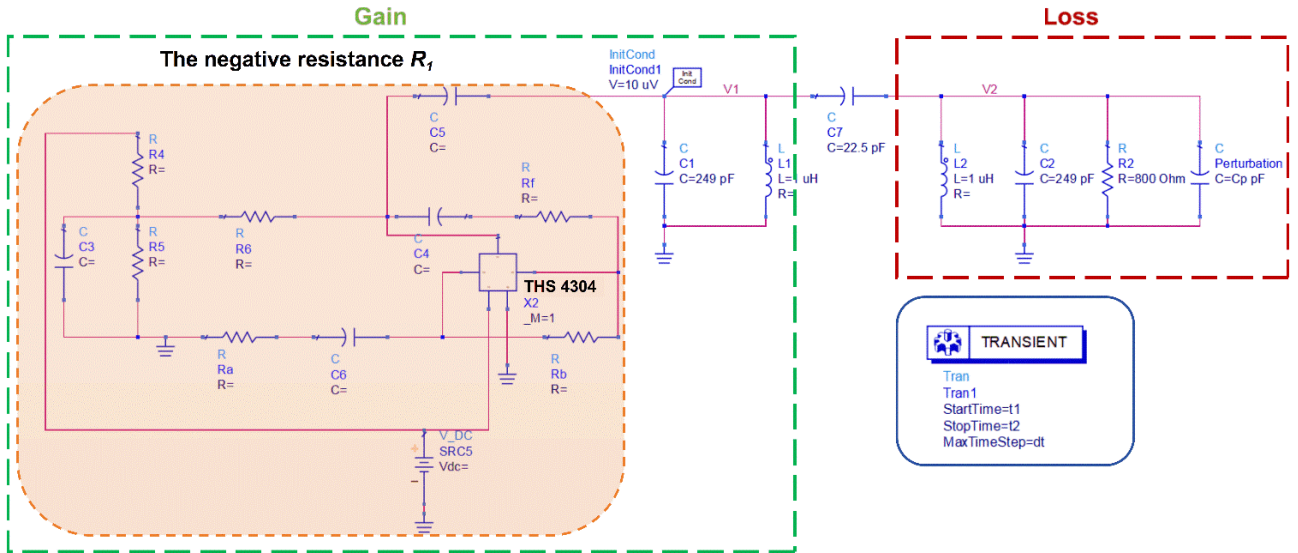 Gain
Loss
The negative resistance R1
InitCond
InitCond1
V=10 uV
Init
Cond
V1
V2
C
C5
C=
R
R4
R=
R
Rf
R=
C
C1
C=249 pF
L
L1
L=1 uH
R=
C
C7
C=22.5 pF
L
L2
L=1 uH
R=
C
C2
C=249 pF
R
R2
R=800 Ohm
C
Perturbation
C=Cp pF
C
C3
C=
R
R5
R=
R
R6
R=
C
C4
C=
THS 4304
X2
_M=1
R
Ra
R=
C
C6
C=
R
Rb
R=
V_DC
SRC5
Vdc=
TRANSIENT
Tran
Tran1
StartTime=t1
StopTime=t2
MaxTimeStep=dt